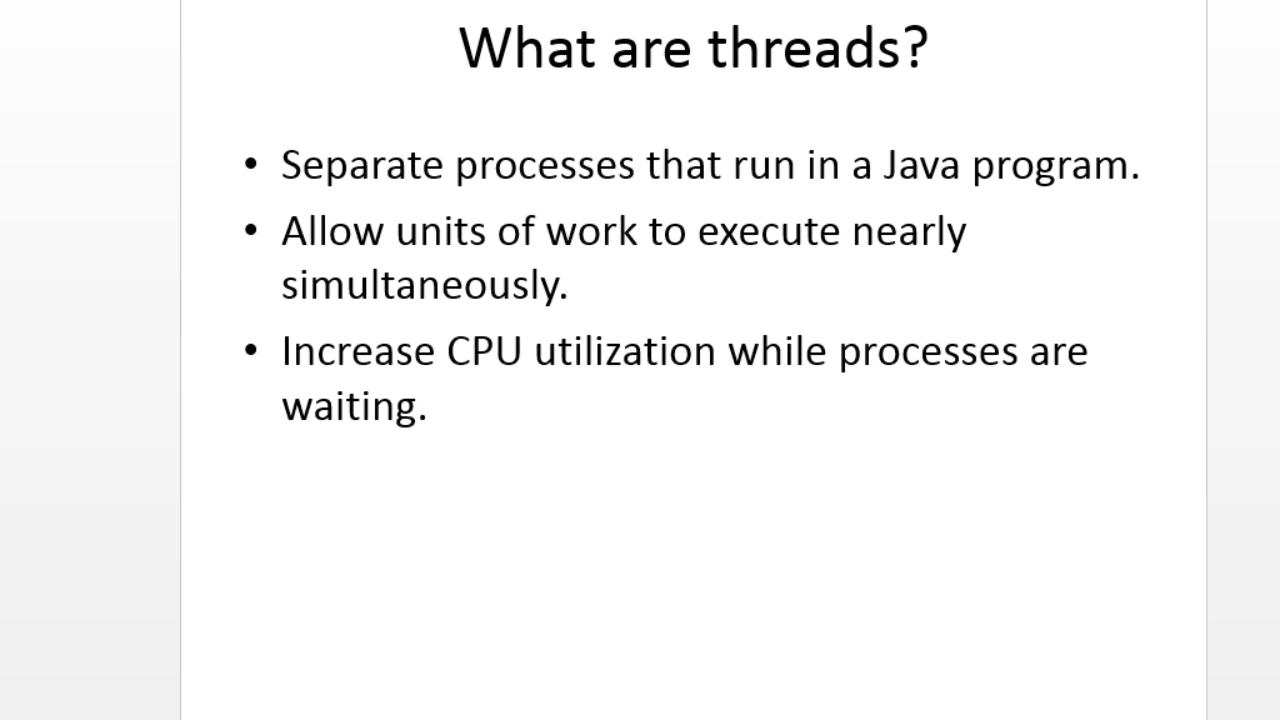 What are threads?
• Separate processes that run in a Java program.
• Allow units of work to execute nearly
simultaneously.
• Increase CPU utilization while processes are
waiting.